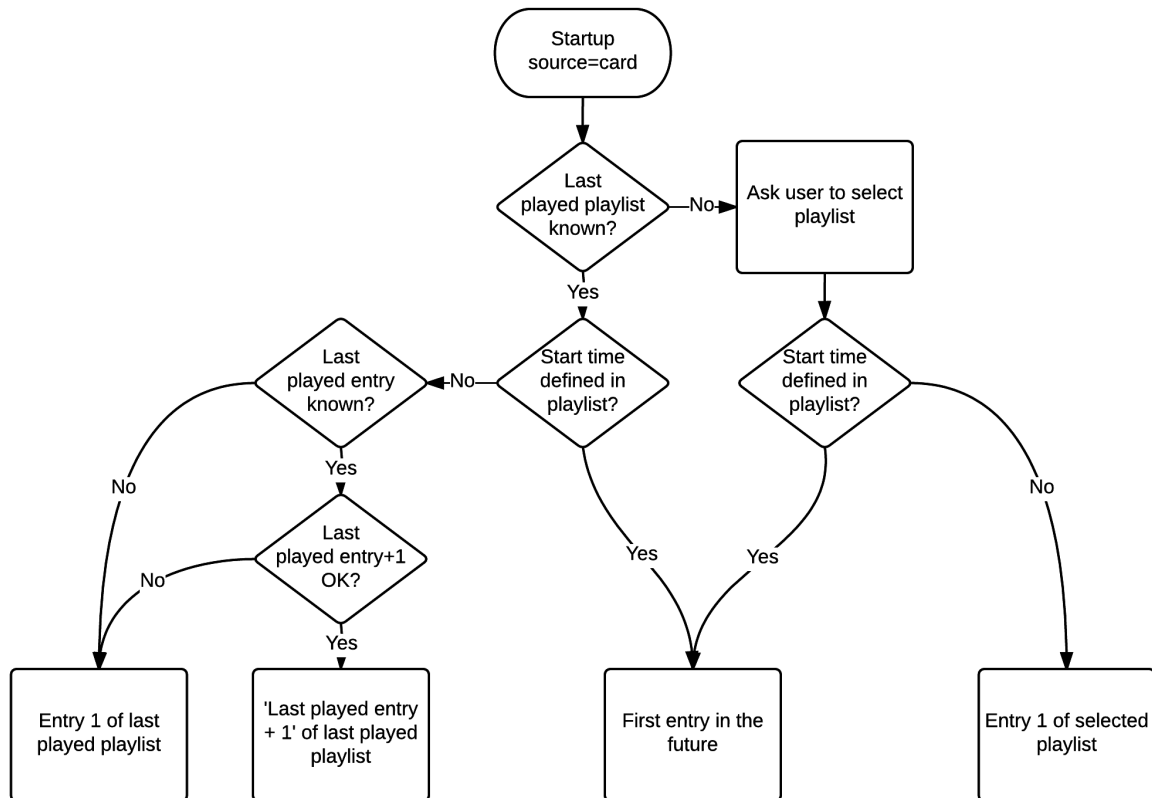 Startup
source=card
Last
played playlist
known?
No
Ask user to select
playlist
Yes
Last
played entry
known?
No
Start time
defined in
playlist?
Start time
defined in
playlist?
Yes
No
No
Last
played entry+1
OK?
Yes
Yes
No
Yes
Entry 1 of last
played playlist
'Last played entry
+ 1' of last played
playlist
First entry in the
future
Entry 1 of selected
playlist